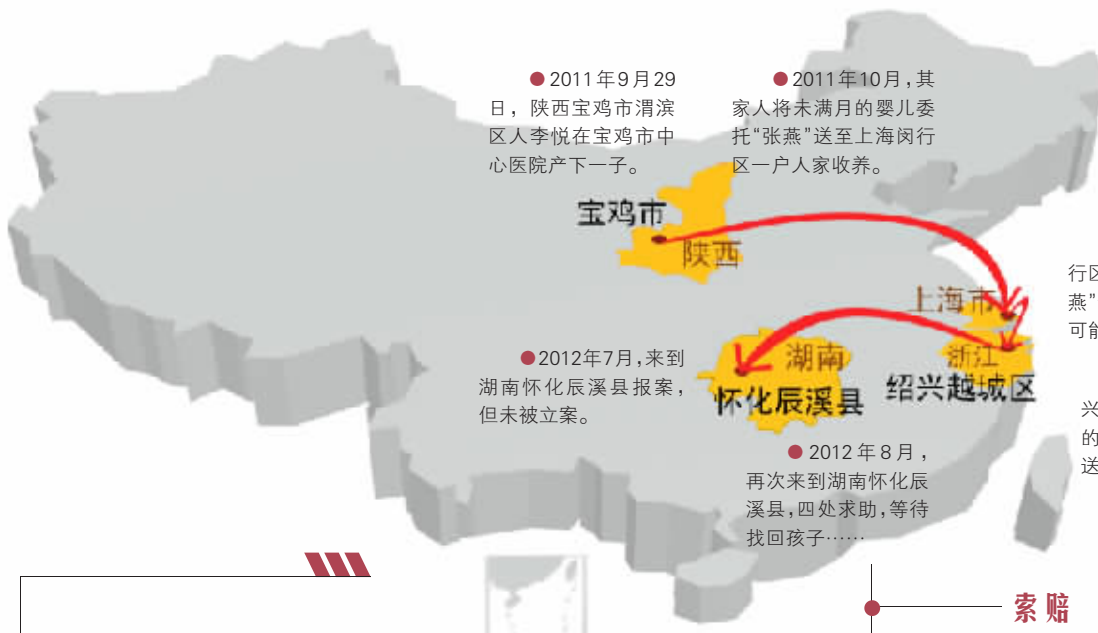 ●2011年9月29
日，陕西宝鸡市渭滨
区人李悦在宝鸡市中
心医院产下一子。
●2011年10月，其
家人将未满月的婴儿委
托“张燕”送至上海闵行
区一户人家收养。
宝鸡市
陕西
上海市
行区
燕”
可能
浙江
绍兴越城区
兴
的
送
●2012年7月，来到
湖南怀化辰溪县报案，
但未被立案。
湖南
怀化辰溪县
●2012年8月，
再次来到湖南怀化辰
溪县，四处求助，等待
找回孩子……
索赔